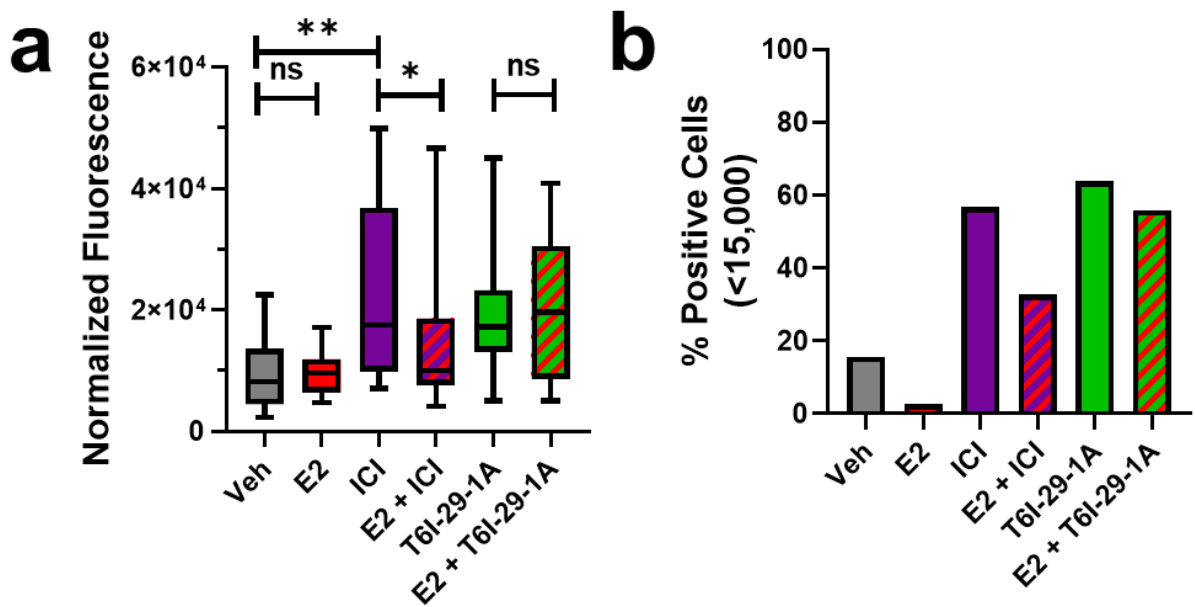 a
Normalized Fluorescence
6×10⁴
4×10⁴
2×10⁴
0
**
ns
*
ns
Veh
E2
ICI
E2 + ICI
T6I-29-1A
E2 + T6I-29-1A
b
% Positive Cells
(<15,000)
100
80
60
40
20
0
Veh
E2
ICI
E2 + ICI
T6I-29-1A
E2 + T6I-29-1A